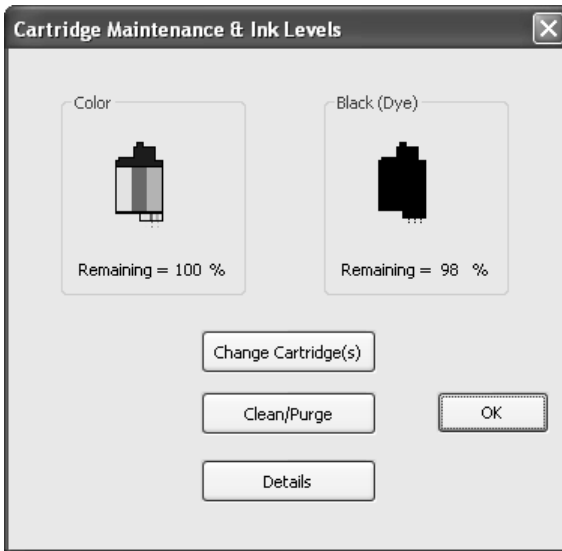 Cartridge Maintenance & Ink Levels
Color
Black (Dye)
Remaining = 100 %
Remaining = 98 %
Change Cartridge(s)
Clean/Purge
OK
Details